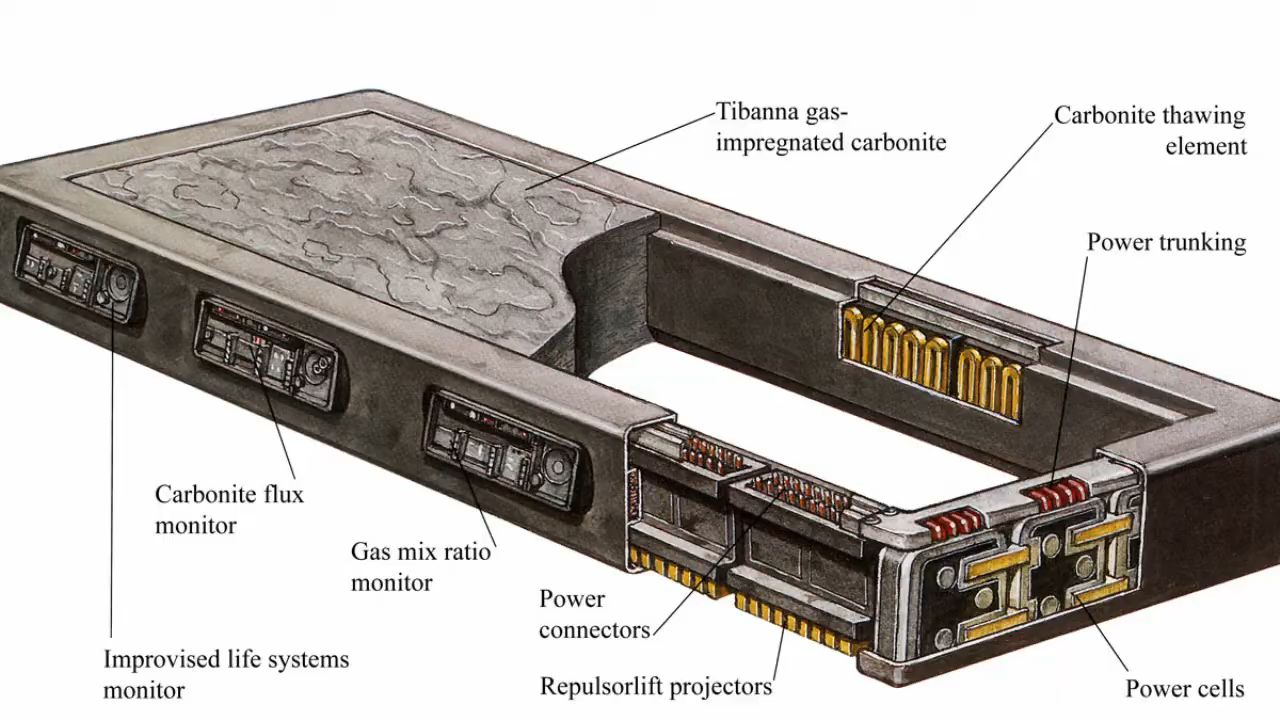 Tibanna gas-
impregnated carbonite
Carbonite thawing
element
Power trunking
Carbonite flux
monitor
Gas mix ratio
monitor
Power
connectors
Improvised life systems
monitor
Repulsorlift projectors
Power cells